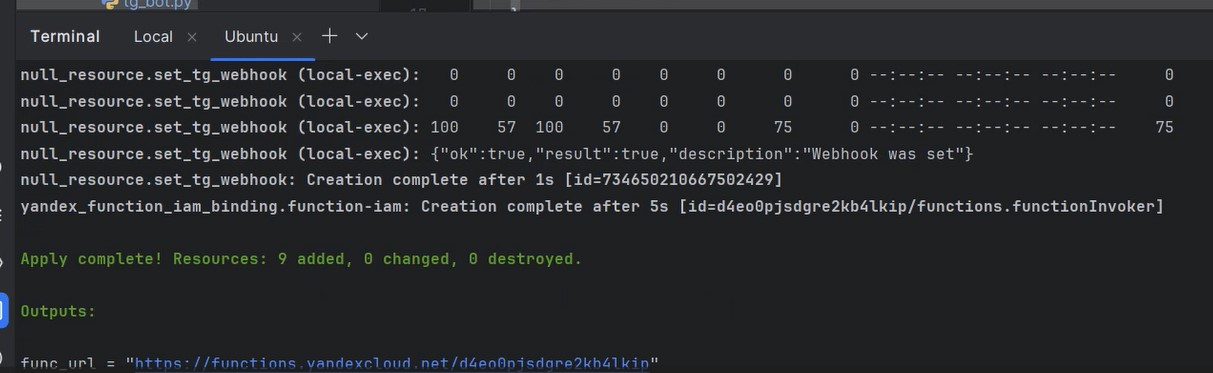 tg_bot.py
Terminal Local × Ubuntu ×
null_resource.set_tg_webhook (local-exec):   0     0   0     0   0     0     0     0 --:--:-- --:--:-- --:--:--     0
null_resource.set_tg_webhook (local-exec):   0     0   0     0   0     0     0     0 --:--:-- --:--:-- --:--:--     0
null_resource.set_tg_webhook (local-exec): 100    57 100    57   0     0    75     0 --:--:-- --:--:-- --:--:--    75
null_resource.set_tg_webhook (local-exec): {"ok":true,"result":true,"description":"Webhook was set"}
null_resource.set_tg_webhook: Creation complete after 1s [id=734650210667502429]
yandex_function_iam_binding.function-iam: Creation complete after 5s [id=d4eo0pjsdgre2kb4lkip/functions.functionInvoker]
Apply complete! Resources: 9 added, 0 changed, 0 destroyed.
Outputs:
func_url = "https://functions.yandexcloud.net/d4eo0pjsdgre2kb4lkip"